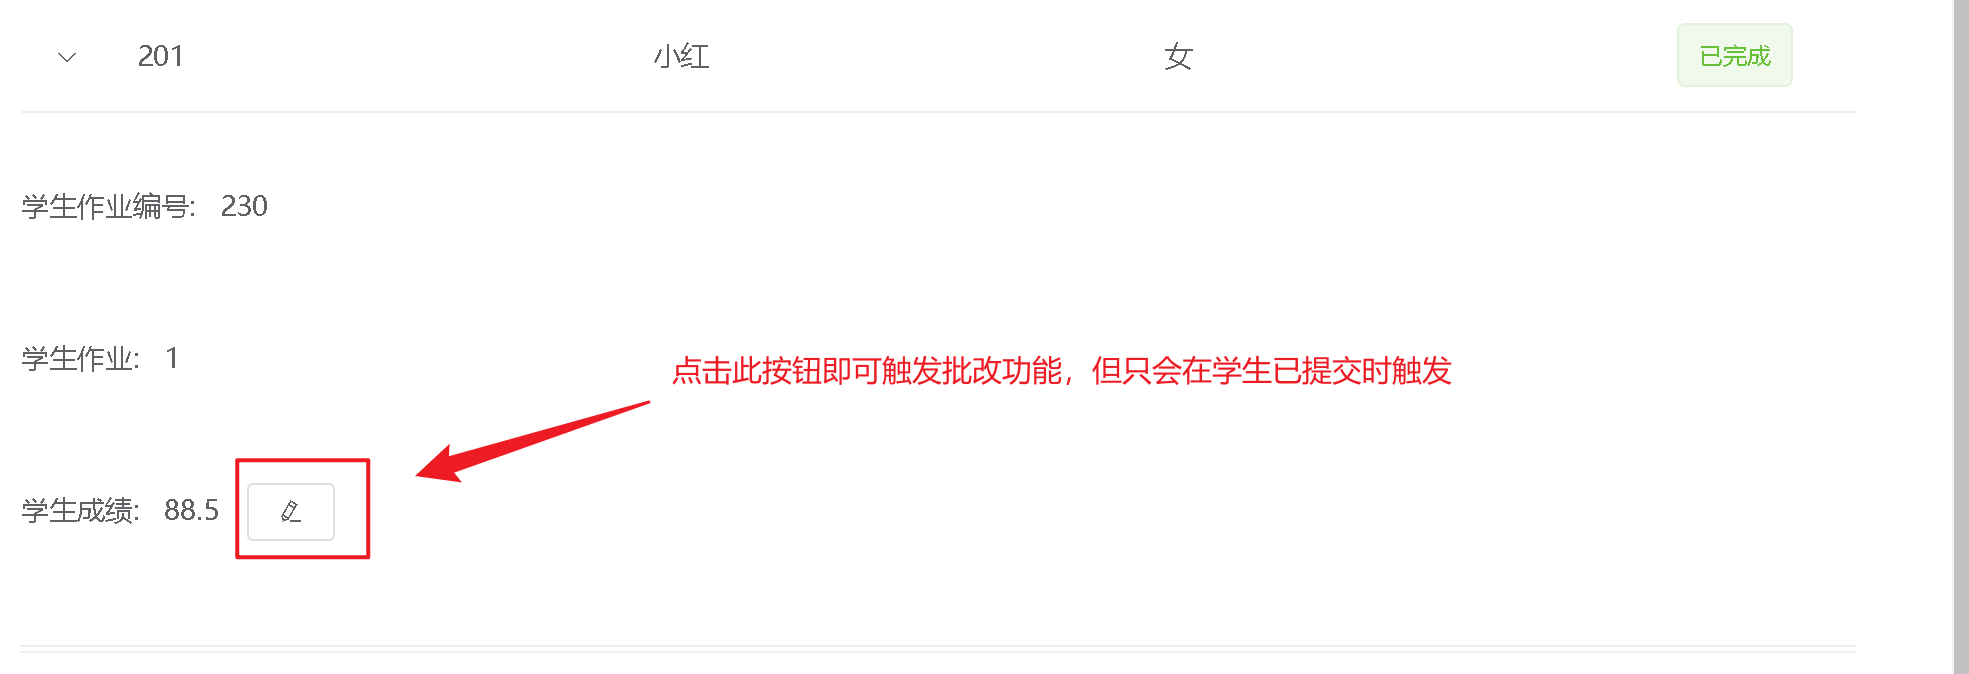 201 小红 女 已完成
学生作业编号: 230
学生作业: 1
点击此按钮即可触发批改功能，但只会在学生已提交时触发
学生成绩: 88.5